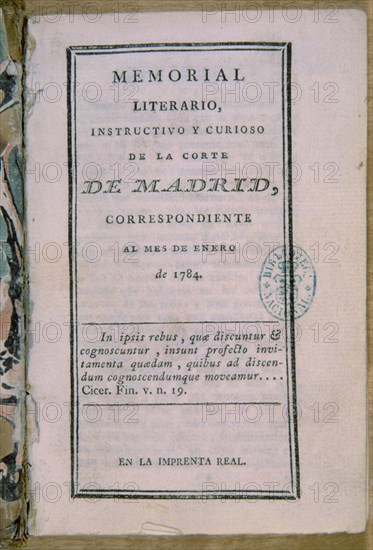 MEMORIAL
LITERARIO,
INSTRUCTIVO Y CURIOSO
DE LA CORTE
DE MADRID,
CORRESPONDIENTE
AL MES DE ENERO
de 1784.
In ipsis rebus, quæ discuntur &
cognoscuntur, insunt profecto invi-
tamenta quædam, quibus ad discen-
dum cognoscendumque moveamur....
Cicer. Fin. v. n. 19.
EN LA IMPRENTA REAL.
PHOTO12